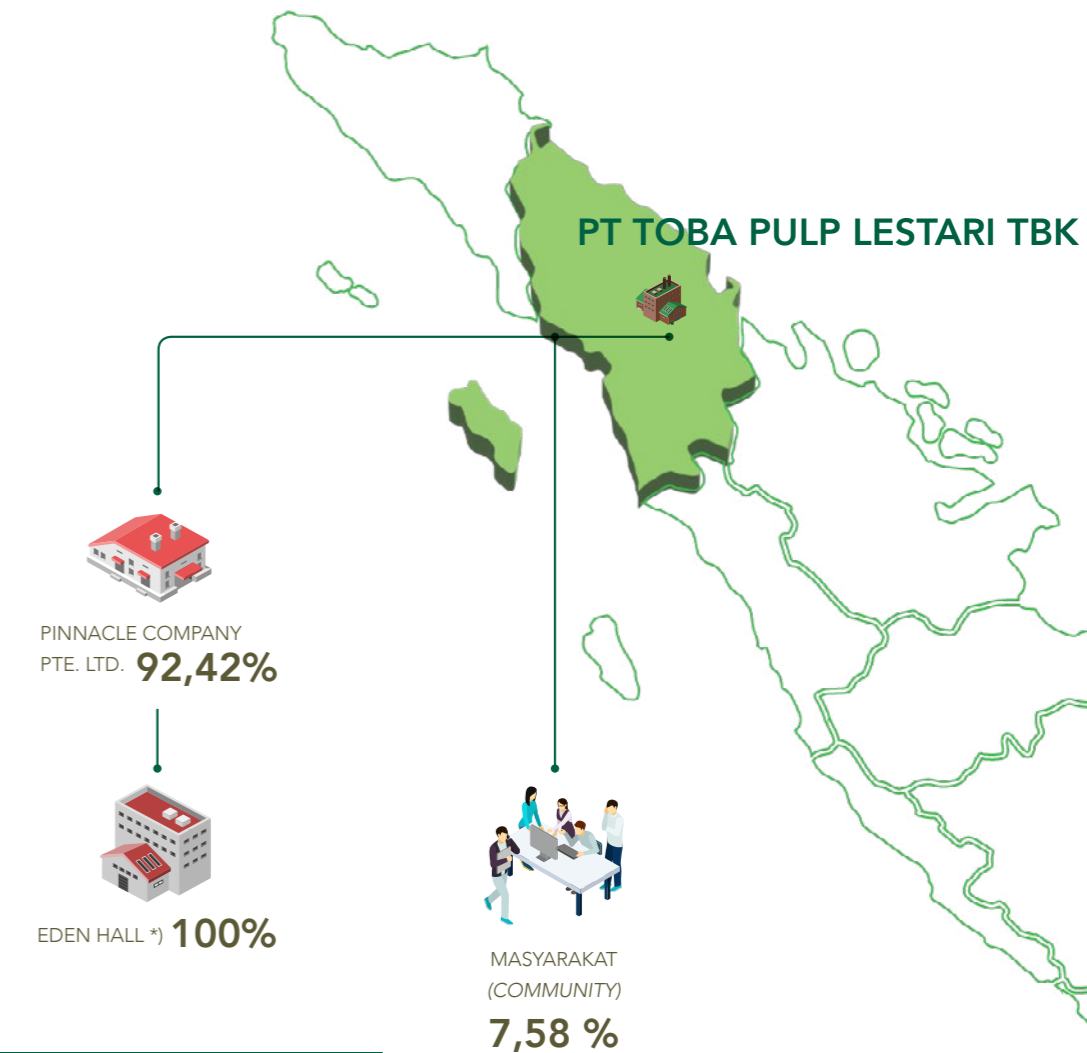 PT TOBA PULP LESTARI TBK
PINNACLE COMPANY
PTE. LTD. 92,42%
EDEN HALL *) 100%
MASYARAKAT
(COMMUNITY)
7,58 %